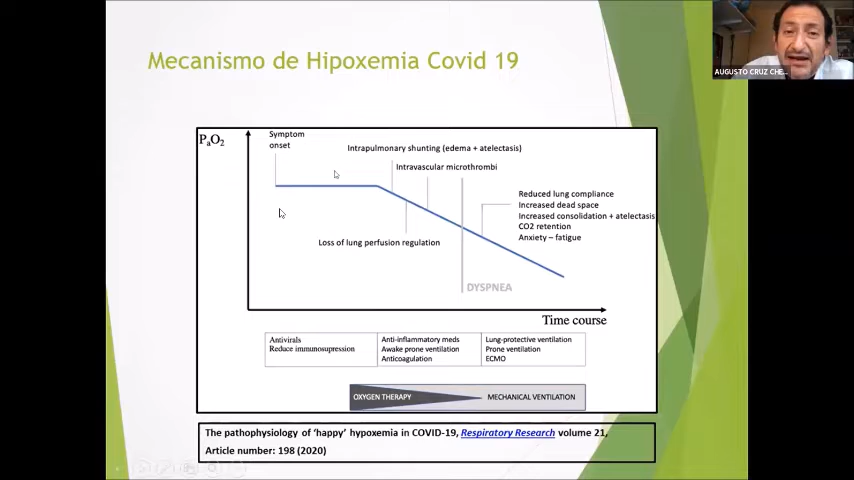 Mecanismo de Hipoxemia Covid 19
AUGUSTO CRUZ CHE...
PaO2
Symptom
onset
Intrapulmonary shunting (edema + atelectasis)
Intravascular microthrombi
Reduced lung compliance
Increased dead space
Increased consolidation + atelectasis
CO2 retention
Anxiety – fatigue
Loss of lung perfusion regulation
DYSPNEA
Time course
Antivirals
Reduce immunosupression
Anti-inflammatory meds
Awake prone ventilation
Anticoagulation
Lung-protective ventilation
Prone ventilation
ECMO
OXYGEN THERAPY
MECHANICAL VENTILATION
The pathophysiology of ‘happy’ hypoxemia in COVID-19, Respiratory Research volume 21,
Article number: 198 (2020)